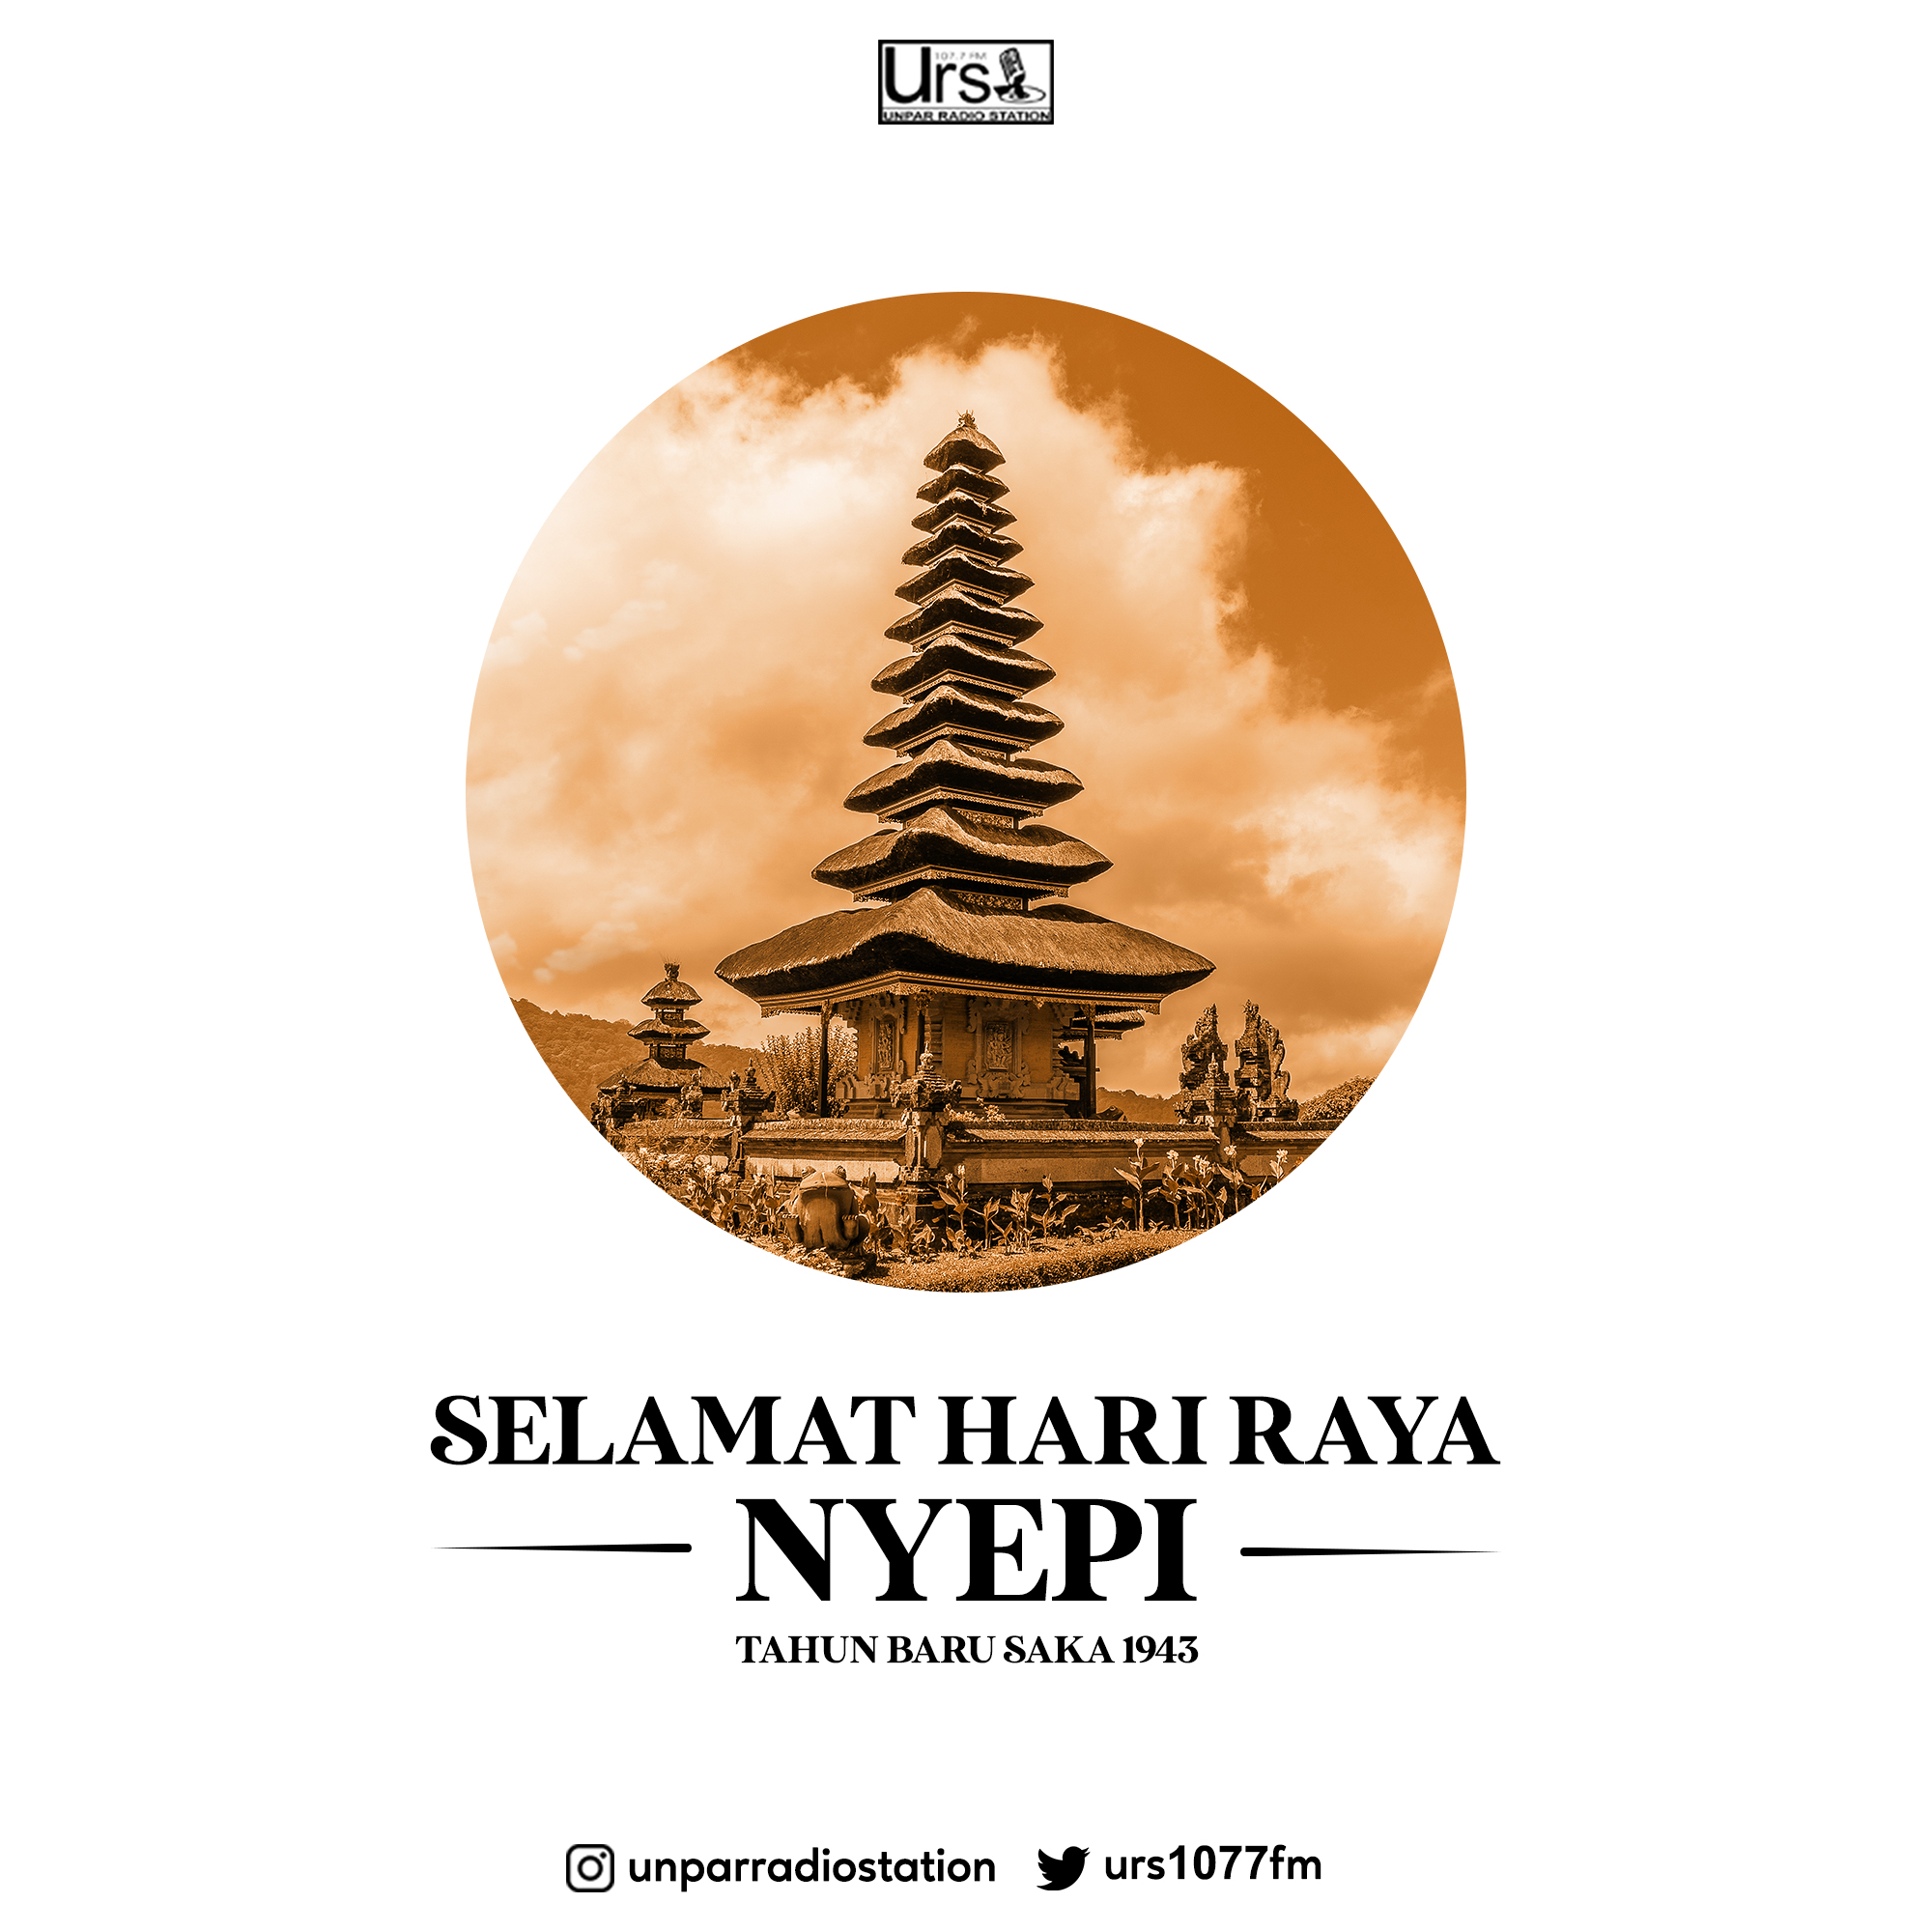 107.7 FM
Urs
UNPAR RADIO STATION
SELAMAT HARI RAYA
NYEPI
TAHUN BARU SAKA 1943
unparradiostation urs1077fm